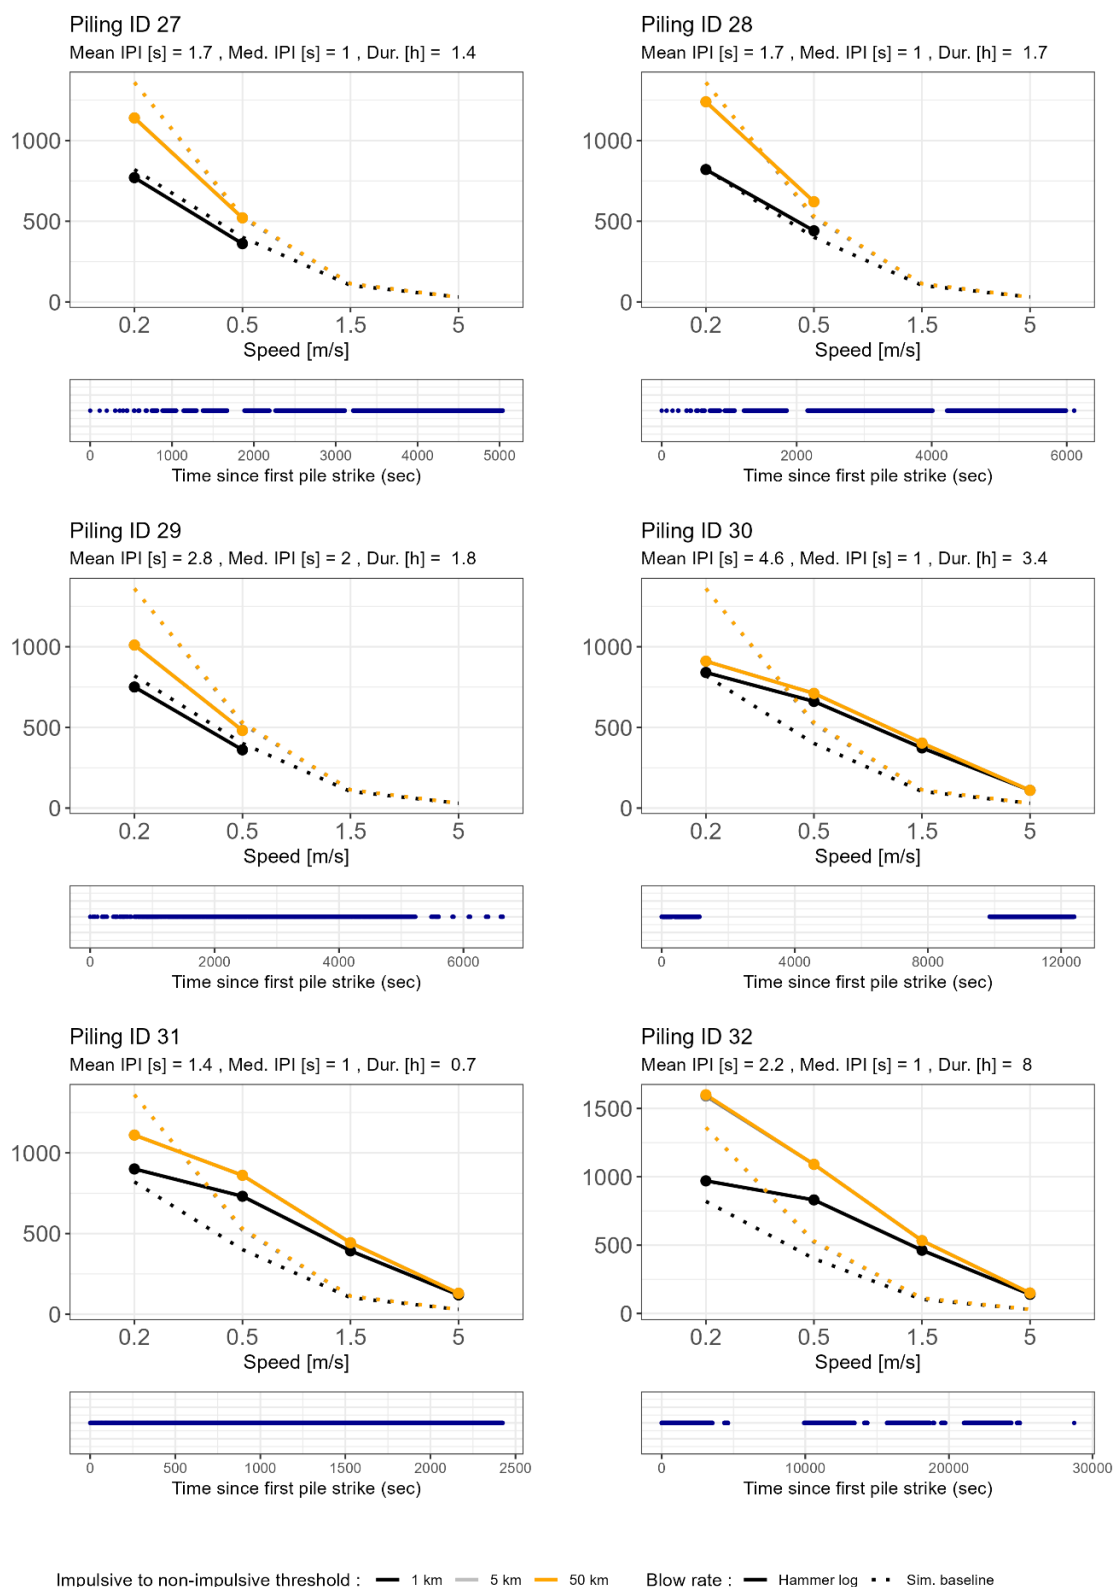 Piling ID 27
Mean IPI [s] = 1.7 , Med. IPI [s] = 1 , Dur. [h] = 1.4
1000
500
0
0.2 0.5 1.5 5
Speed [m/s]
0 1000 2000 3000 4000 5000
Time since first pile strike (sec)
Piling ID 28
Mean IPI [s] = 1.7 , Med. IPI [s] = 1 , Dur. [h] = 1.7
1000
500
0
0.2 0.5 1.5 5
Speed [m/s]
0 2000 4000 6000
Time since first pile strike (sec)
Piling ID 29
Mean IPI [s] = 2.8 , Med. IPI [s] = 2 , Dur. [h] = 1.8
1000
500
0
0.2 0.5 1.5 5
Speed [m/s]
0 2000 4000 6000
Time since first pile strike (sec)
Piling ID 30
Mean IPI [s] = 4.6 , Med. IPI [s] = 1 , Dur. [h] = 3.4
1000
500
0
0.2 0.5 1.5 5
Speed [m/s]
0 4000 8000 12000
Time since first pile strike (sec)
Piling ID 31
Mean IPI [s] = 1.4 , Med. IPI [s] = 1 , Dur. [h] = 0.7
1000
500
0
0.2 0.5 1.5 5
Speed [m/s]
0 500 1000 1500 2000 2500
Time since first pile strike (sec)
Piling ID 32
Mean IPI [s] = 2.2 , Med. IPI [s] = 1 , Dur. [h] = 8
1500
1000
500
0
0.2 0.5 1.5 5
Speed [m/s]
0 10000 20000 30000
Time since first pile strike (sec)
Impulsive to non-impulsive threshold : 1 km 5 km 50 km Blow rate : Hammer log Sim. baseline